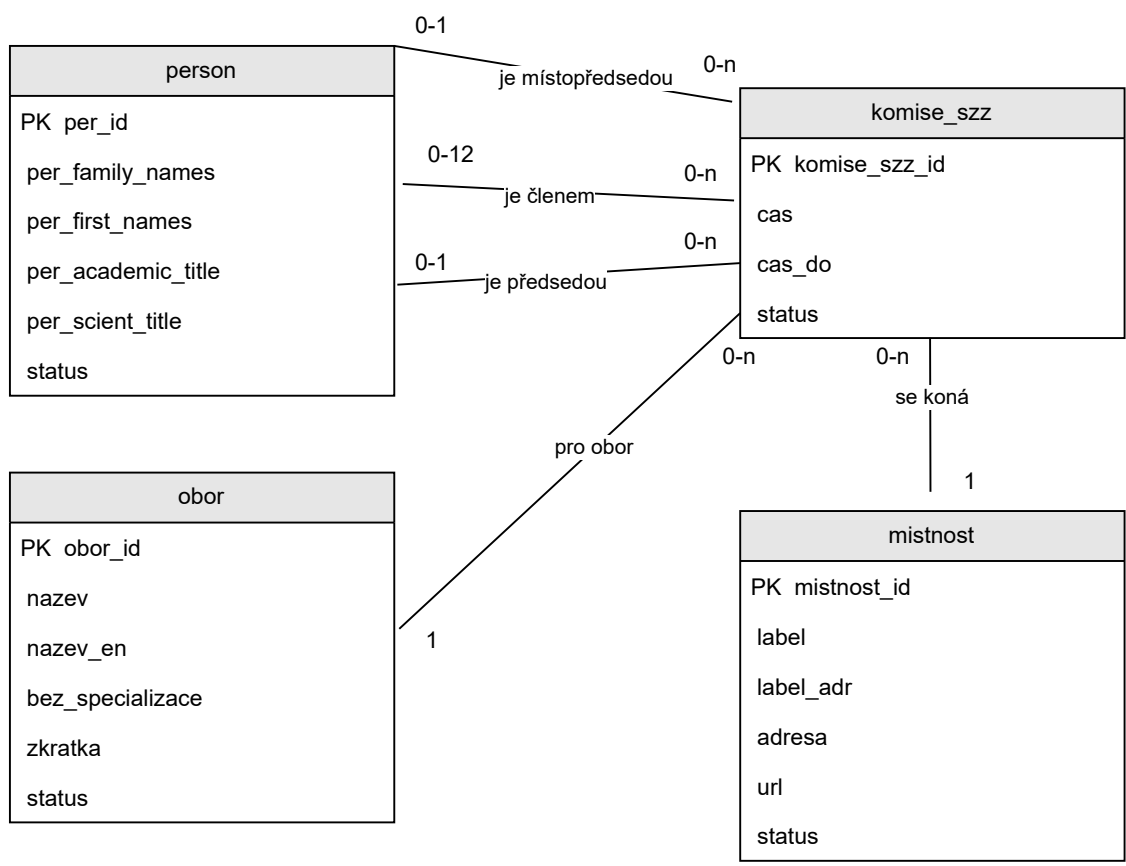 0-1
je místopředsedou
0-n
person
PK per_id
per_family_names
per_first_names
per_academic_title
per_scient_title
status
0-12
je členem
0-n
0-1
je předsedou
0-n
komise_szz
PK komise_szz_id
cas
cas_do
status
0-n
0-n
se koná
pro obor
1
1
obor
PK obor_id
nazev
nazev_en
bez_specializace
zkratka
status
mistnost
PK mistnost_id
label
label_adr
adresa
url
status